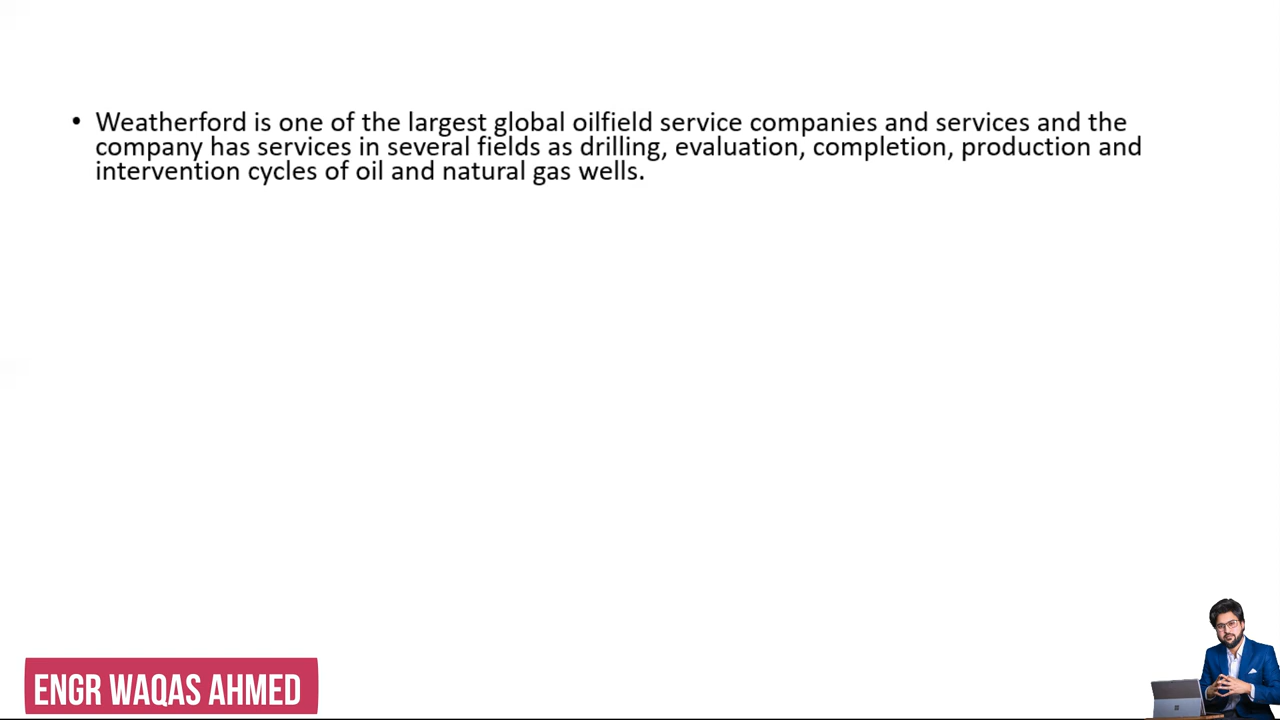 • Weatherford is one of the largest global oilfield service companies and services and the
company has services in several fields as drilling, evaluation, completion, production and
intervention cycles of oil and natural gas wells.
ENGR WAQAS AHMED